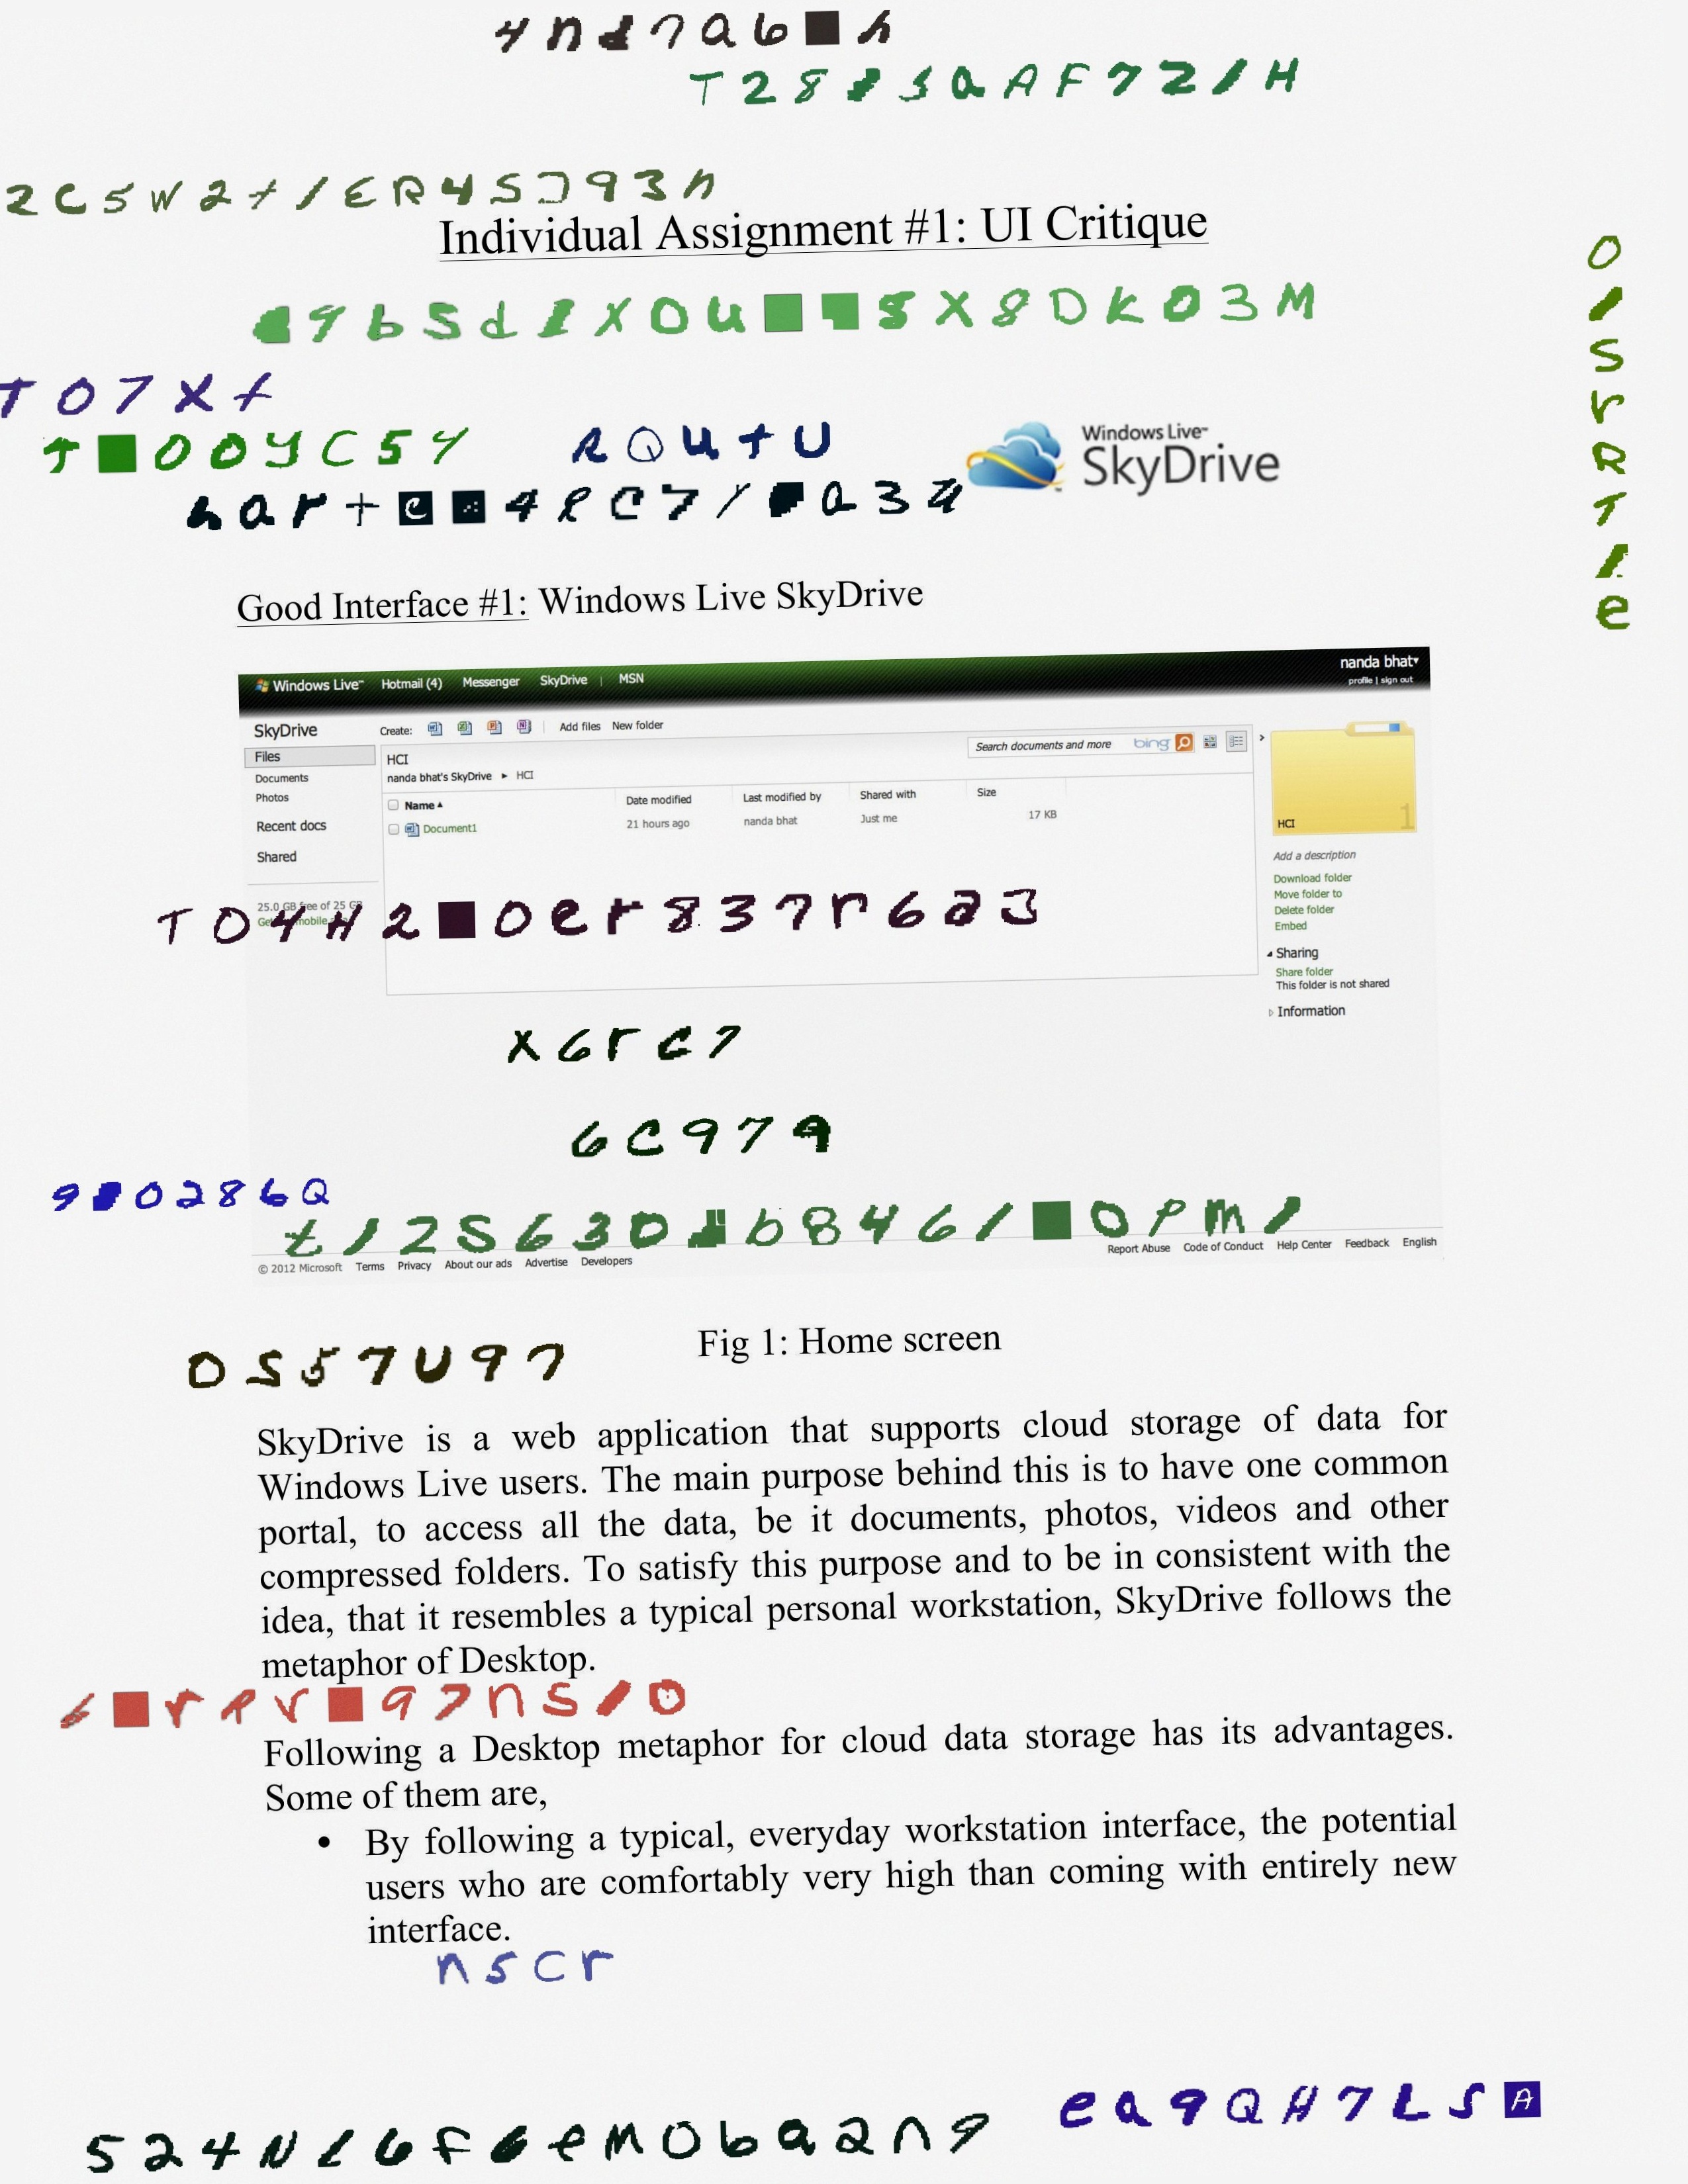 Individual Assignment #1: UI Critique
Windows Live™
SkyDrive
T07Xt
RQU+U
Good Interface #1: Windows Live SkyDrive
Windows Live™ Hotmail (4) Messenger SkyDrive | MSN
nanda bhat
profile | sign out
SkyDrive
Create: Add files New folder
Files
Documents
Photos
Recent docs
Shared
HCI
nanda bhat's SkyDrive ▸ HCI
Search documents and more bing
Name Date modified Last modified by Shared with Size
Document1 21 hours ago nanda bhat Just me 17 KB
25.0 GB free of 25 GB
HCI 1
Add a description
Download folder
Move folder to
Delete folder
Embed
Sharing
Share folder
This folder is not shared
Information
X6rc7
6C979
© 2012 Microsoft Terms Privacy About our ads Advertise Developers
Report Abuse Code of Conduct Help Center Feedback English
Fig 1: Home screen
OS57U97
SkyDrive is a web application that supports cloud storage of data for
Windows Live users. The main purpose behind this is to have one common
portal, to access all the data, be it documents, photos, videos and other
compressed folders. To satisfy this purpose and to be in consistent with the
idea, that it resembles a typical personal workstation, SkyDrive follows the
metaphor of Desktop.
Following a Desktop metaphor for cloud data storage has its advantages.
Some of them are,
• By following a typical, everyday workstation interface, the potential
users who are comfortably very high than coming with entirely new
interface.
nscr